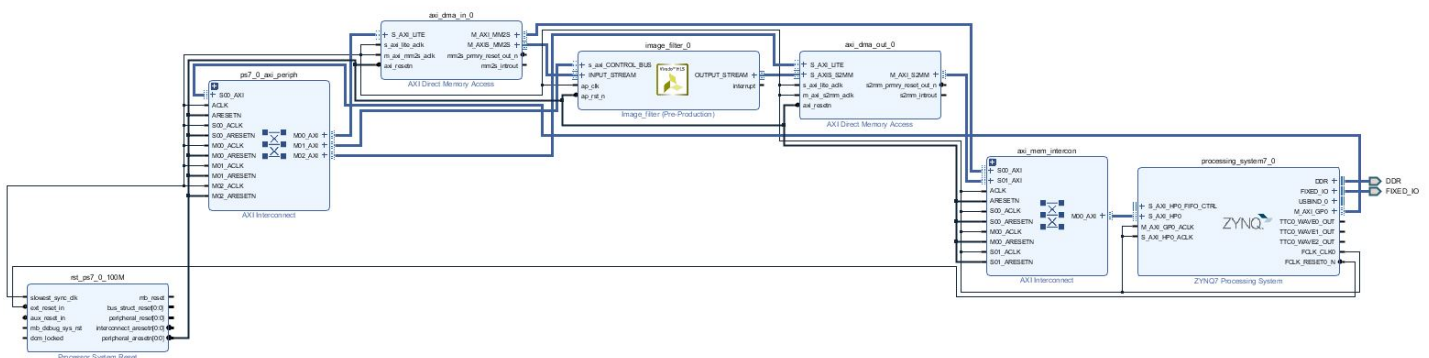 axi_dma_in_0
S_AXI_LITE
s_axi_lite_aclk
m_axi_mm2s_aclk
axi_resetn
M_AXI_MM2S
M_AXIS_MM2S
mm2s_prmry_reset_out_n
mm2s_introut
AXI Direct Memory Access
image_filter_0
s_axi_CONTROL_BUS
INPUT_STREAM
ap_clk
ap_rst_n
OUTPUT_STREAM
interrupt
Image_filter (Pre-Production)
axi_dma_out_0
S_AXI_LITE
S_AXIS_S2MM
s_axi_lite_aclk
m_axi_s2mm_aclk
axi_resetn
M_AXI_S2MM
s2mm_prmry_reset_out_n
s2mm_introut
AXI Direct Memory Access
ps7_0_axi_periph
S00_AXI
ACLK
ARESETN
S00_ACLK
S00_ARESETN
M00_ACLK
M00_ARESETN
M01_ACLK
M01_ARESETN
M02_ACLK
M02_ARESETN
M00_AXI
M01_AXI
M02_AXI
AXI Interconnect
axi_mem_intercon
S00_AXI
S01_AXI
ACLK
ARESETN
S00_ACLK
S00_ARESETN
M00_ACLK
M00_ARESETN
S01_ACLK
S01_ARESETN
M00_AXI
AXI Interconnect
processing_system7_0
S_AXI_HP0_FIFO_CTRL
S_AXI_HP0
M_AXI_GP0_ACLK
S_AXI_HP0_ACLK
ZYNQ
DDR
FIXED_IO
USBIND_0
M_AXI_GP0
TTC0_WAVE0_OUT
TTC0_WAVE1_OUT
TTC0_WAVE2_OUT
FCLK_CLK0
FCLK_RESET0_N
ZYNQ7 Processing System
DDR
FIXED_IO
rst_ps7_0_100M
slowest_sync_clk
ext_reset_in
aux_reset_in
mb_debug_sys_rst
dcm_locked
mb_reset
bus_struct_reset[0:0]
peripheral_reset[0:0]
interconnect_aresetn[0:0]
peripheral_aresetn[0:0]
Processor System Reset